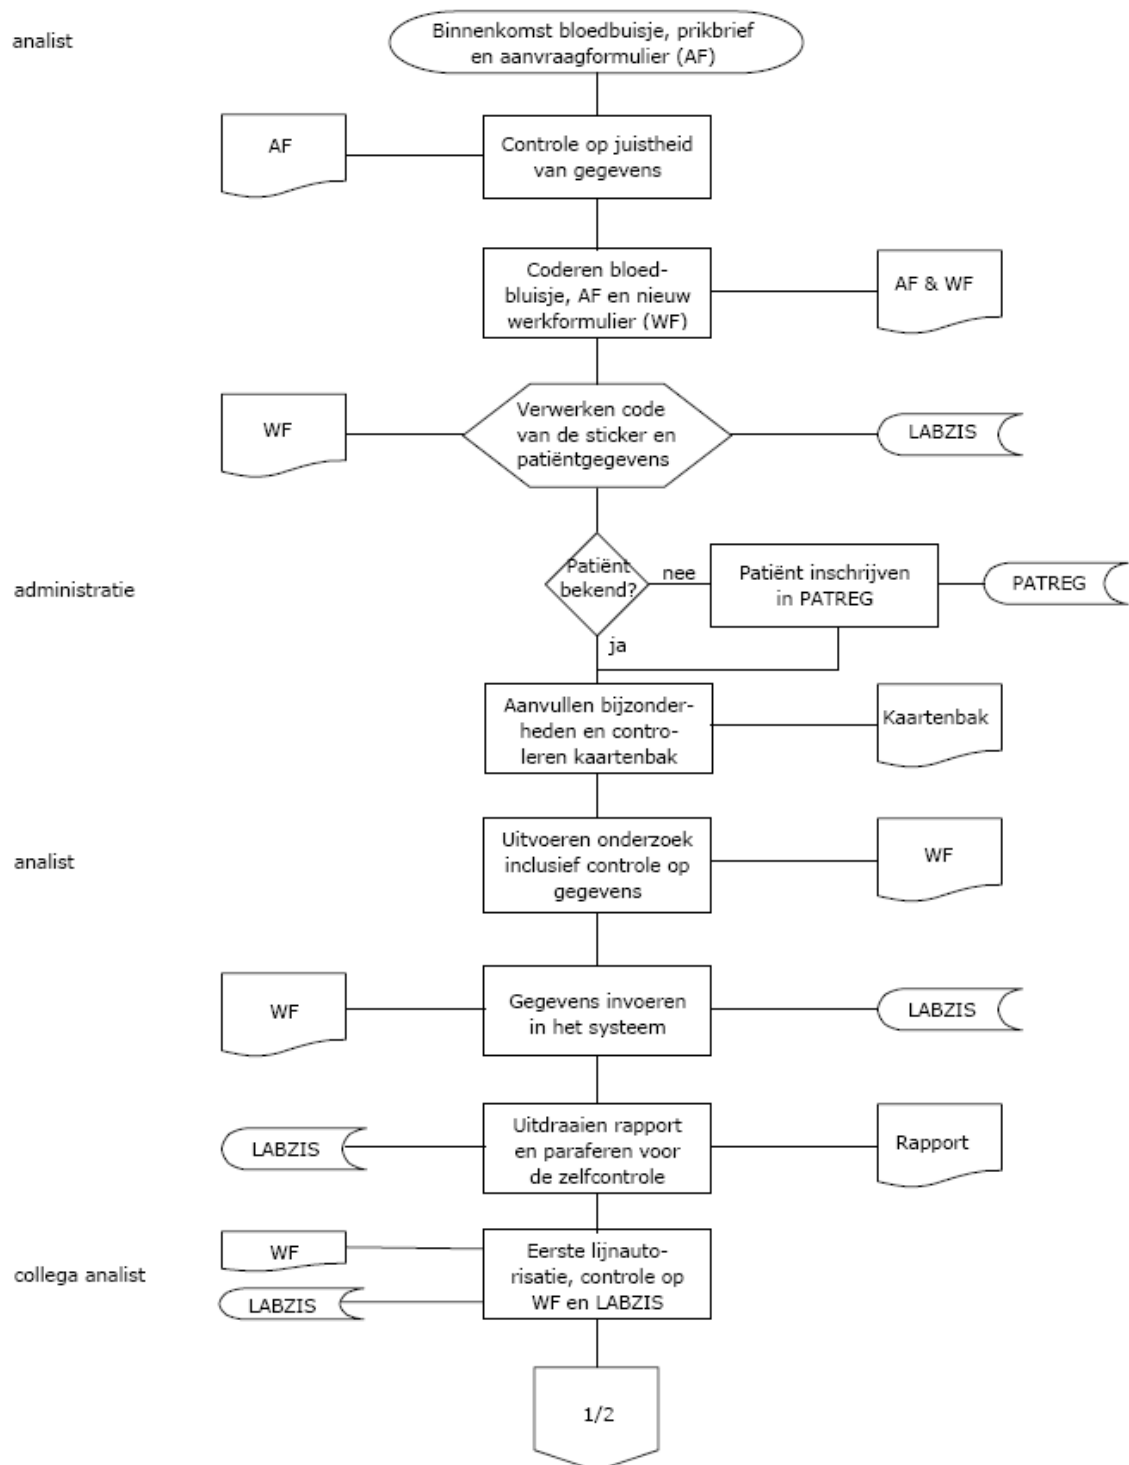 analist
Binnenkomst bloedbuisje, prikbrief
en aanvraagformulier (AF)
AF
Controle op juistheid
van gegevens
Coderen bloed-
bluisje, AF en nieuw
werkformulier (WF)
AF & WF
WF
Verwerken code
van de sticker en
patiëntgegevens
LABZIS
administratie
Patiënt
bekend?
nee
ja
Patiënt inschrijven
in PATREG
PATREG
Aanvullen bijzonder-
heden en contro-
leren kaartenbak
Kaartenbak
analist
Uitvoeren onderzoek
inclusief controle op
gegevens
WF
WF
Gegevens invoeren
in het systeem
LABZIS
LABZIS
Uitdraaien rapport
en paraferen voor
de zelfcontrole
Rapport
collega analist
WF
LABZIS
Eerste lijnauto-
risatie, controle op
WF en LABZIS
1/2